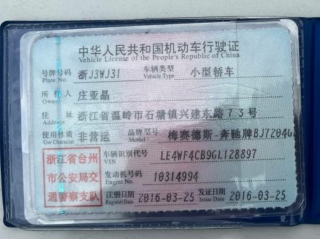 中华人民共和国机动车行驶证
Vehicle License of the People's Republic of China
号牌号码 浙J3WJ31 车辆类型 Vehicle Type 小型轿车
所有人 Owner 庄亚晶
住址 浙江省温岭市石塘镇兴建东路73号
使用性质 Use Character 非营运 品牌型号 Model 梅赛德斯-奔驰牌BJ7204G
浙江省台州
市公安局交
通警察支队
车辆识别代号 VIN LE4WF4CB9GL128897
发动机号码 Engine No. 10314994
注册日期 2016-03-25 发证日期 2016-03-25